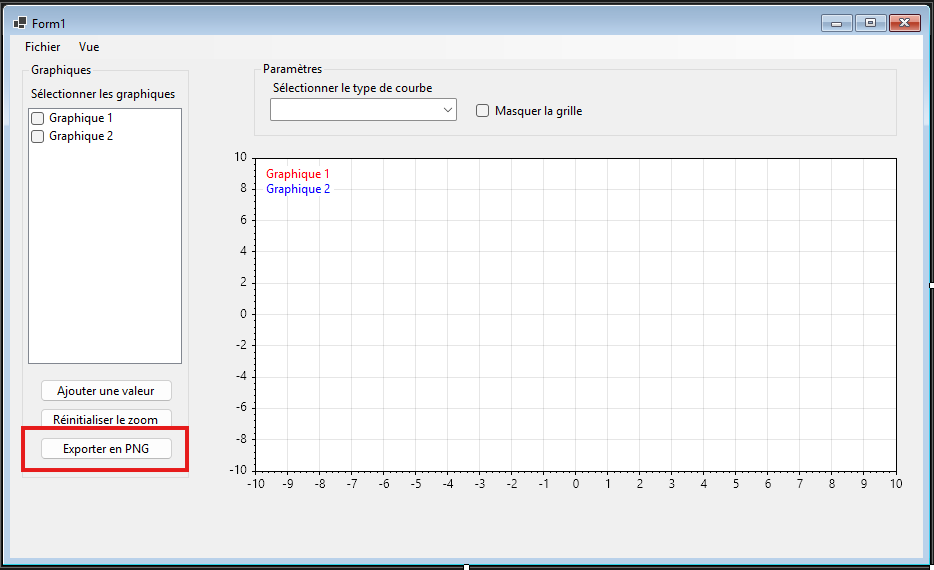 Form1
Fichier Vue
Graphiques
Sélectionner les graphiques
Graphique 1
Graphique 2
Ajouter une valeur
Réinitialiser le zoom
Exporter en PNG
Paramètres
Sélectionner le type de courbe
Masquer la grille
Graphique 1
Graphique 2
10
8
6
4
2
0
-2
-4
-6
-8
-10
-10 -9 -8 -7 -6 -5 -4 -3 -2 -1 0 1 2 3 4 5 6 7 8 9 10